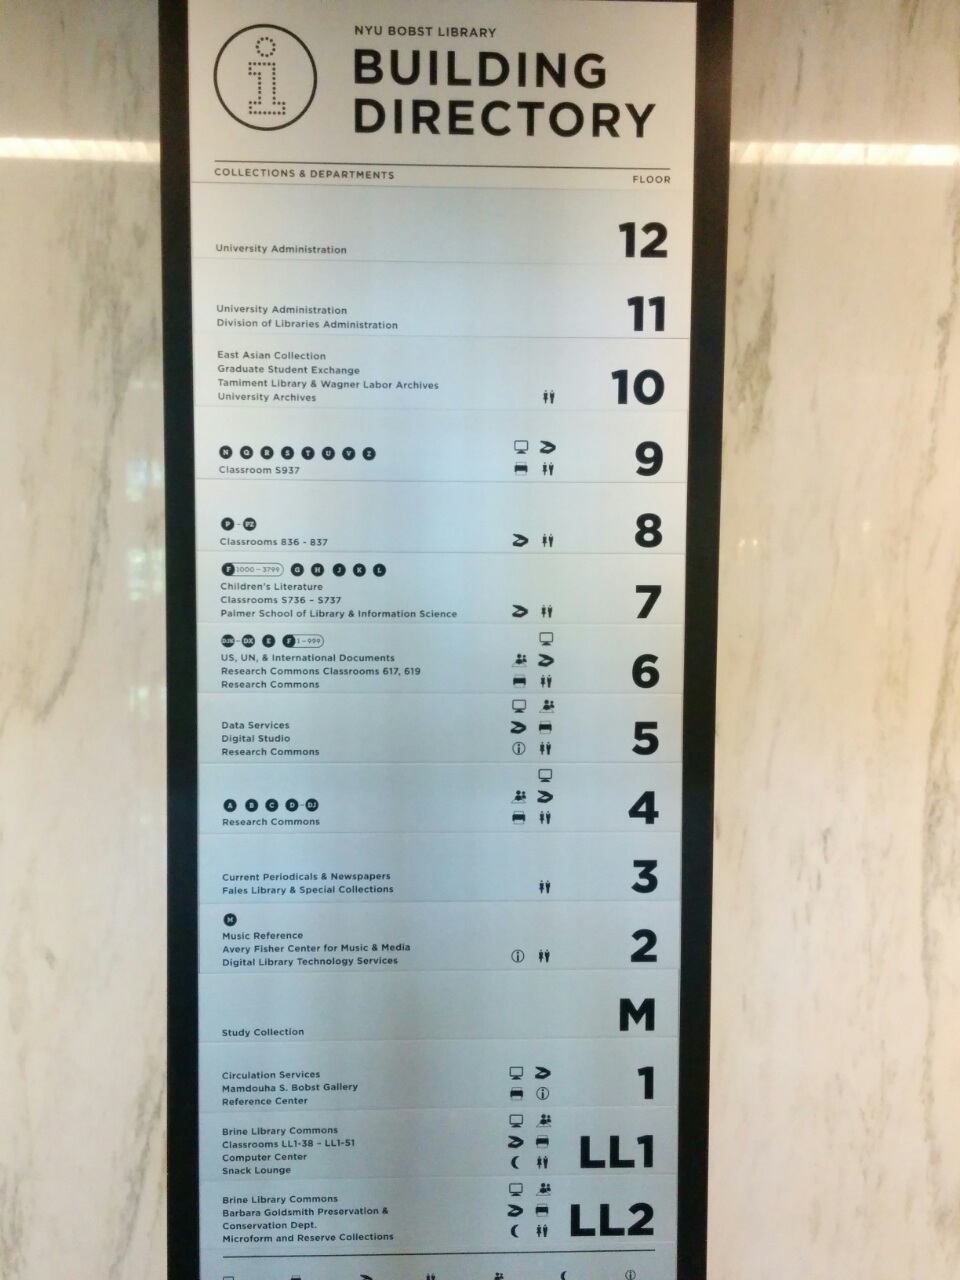 NYU BOBST LIBRARY
BUILDING
DIRECTORY
COLLECTIONS & DEPARTMENTS FLOOR
University Administration 12
University Administration
Division of Libraries Administration 11
East Asian Collection
Graduate Student Exchange
Tamiment Library & Wagner Labor Archives
University Archives 10
N Q R S T U V Z
Classroom S937 9
P - PZ
Classrooms 836 - 837 8
F 1000 - 3799 G H J K L
Children's Literature
Classrooms S736 - S737
Palmer School of Library & Information Science 7
DJK - DX E F 1 - 999
US, UN, & International Documents
Research Commons Classrooms 617, 619
Research Commons 6
Data Services
Digital Studio
Research Commons 5
A B C D - DJ
Research Commons 4
Current Periodicals & Newspapers
Fales Library & Special Collections 3
M
Music Reference
Avery Fisher Center for Music & Media
Digital Library Technology Services 2
Study Collection M
Circulation Services
Mamdouha S. Bobst Gallery
Reference Center 1
Brine Library Commons
Classrooms LL1-38 - LL1-51
Computer Center
Snack Lounge LL1
Brine Library Commons
Barbara Goldsmith Preservation &
Conservation Dept.
Microform and Reserve Collections LL2